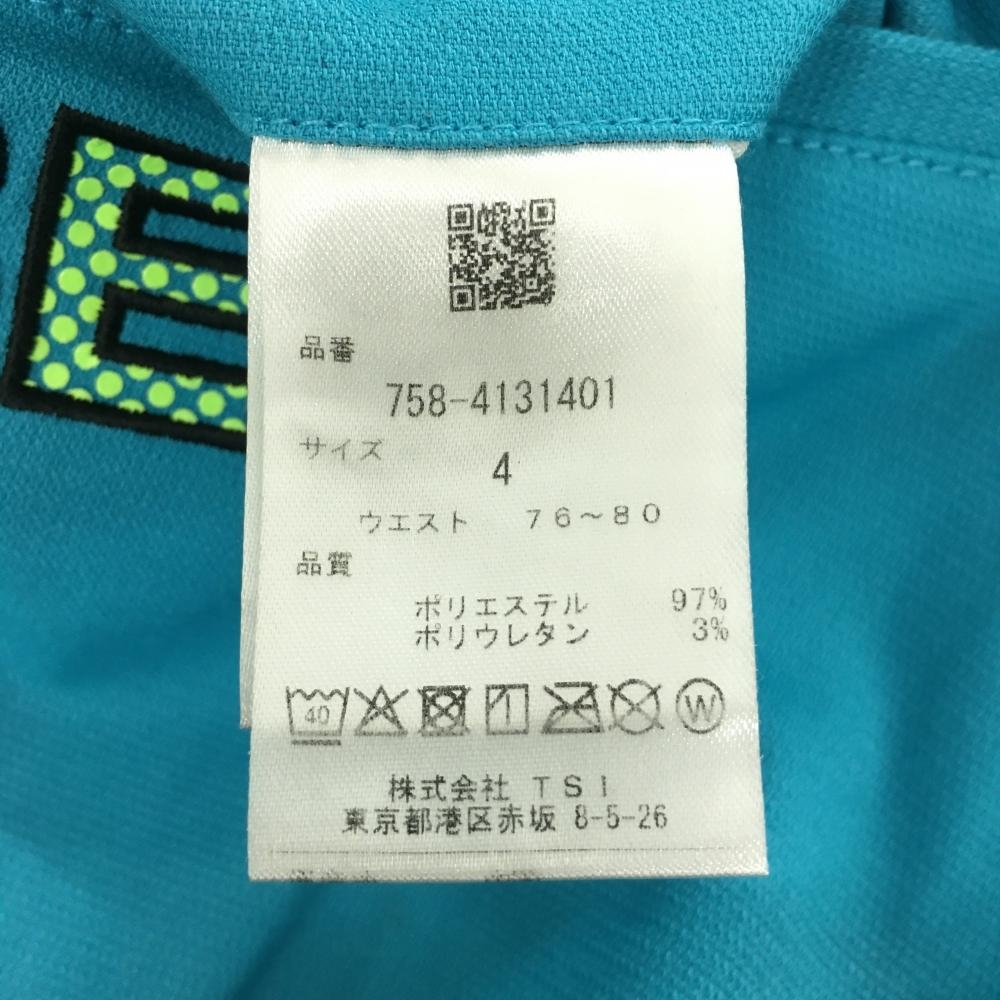 E
品番
758-4131401
サイズ
4
ウエスト 76～80
品質
ポリエステル 97%
ポリウレタン 3%
40
W
株式会社 TSI
東京都港区赤坂 8-5-26